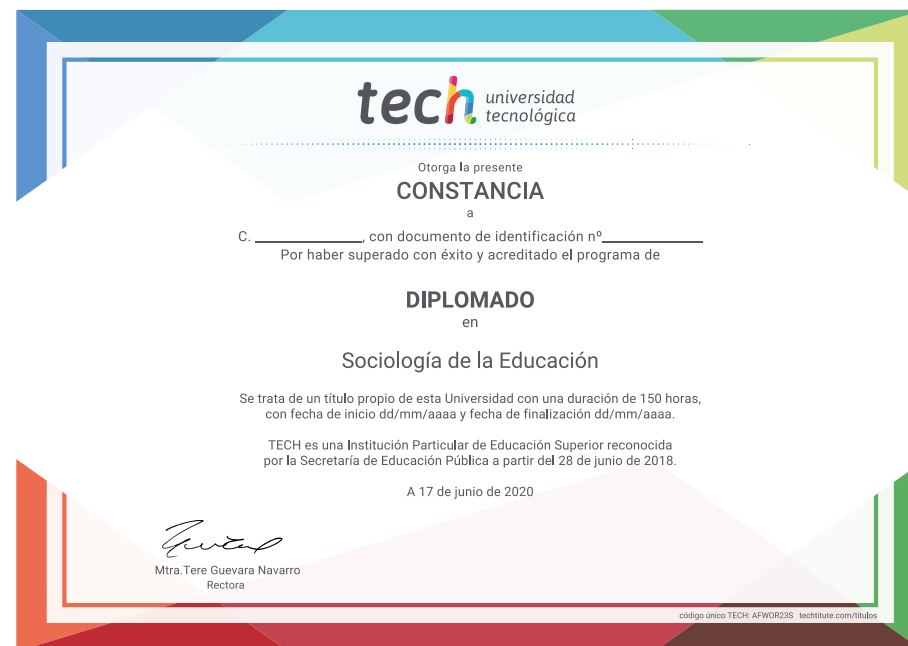 tech universidad
tecnológica
Otorga la presente
CONSTANCIA
a
C. ____________, con documento de identificación nº____________
Por haber superado con éxito y acreditado el programa de
DIPLOMADO
en
Sociología de la Educación
Se trata de un título propio de esta Universidad con una duración de 150 horas,
con fecha de inicio dd/mm/aaaa y fecha de finalización dd/mm/aaaa.
TECH es una Institución Particular de Educación Superior reconocida
por la Secretaría de Educación Pública a partir del 28 de junio de 2018.
A 17 de junio de 2020
Mtra.Tere Guevara Navarro
Rectora
código único TECH: AFWOR23S techtitute.com/titulos